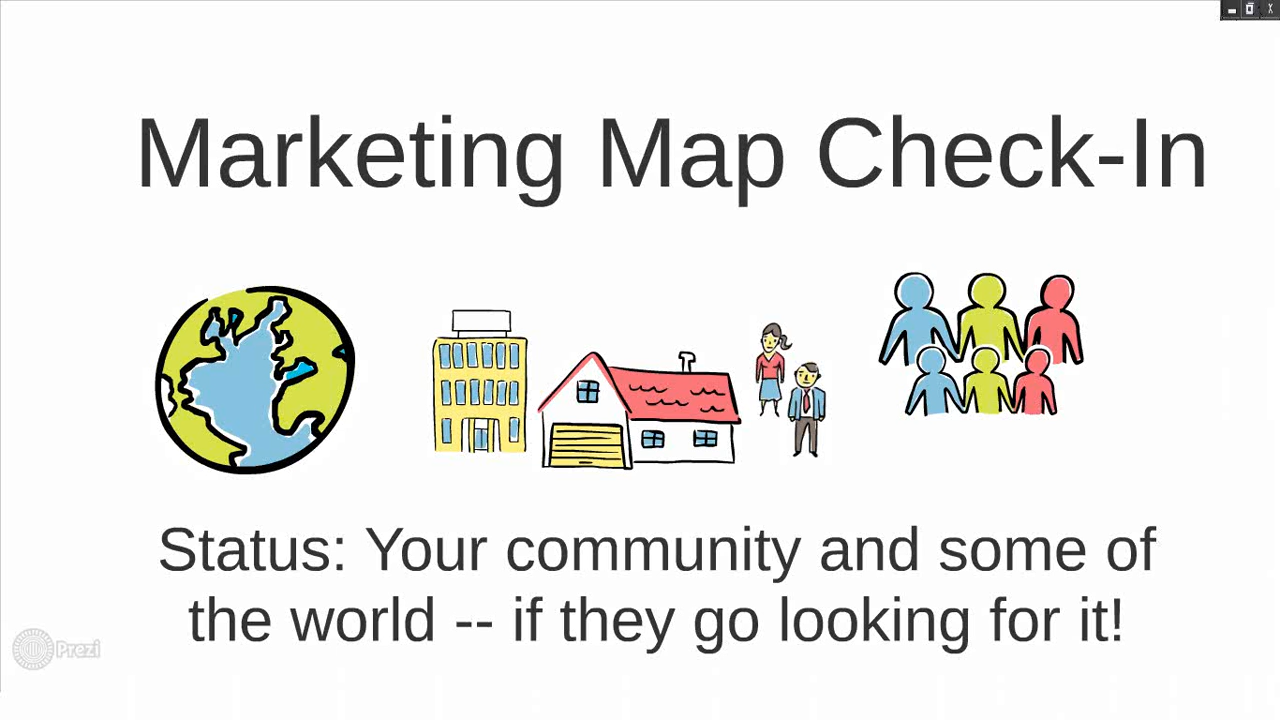 Marketing Map Check-In
Status: Your community and some of
the world -- if they go looking for it!
Prezi